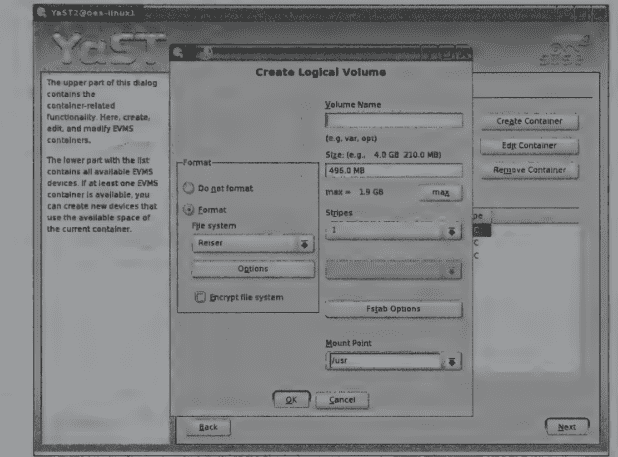 YaST2@oes-linux1
YaST
The upper part of this dialog
contains the
container-related
functionality. Here, create,
edit, and modify EVMS
containers.
The lower part with the list
contains all available EVMS
devices. If at least one EVMS
container is available, you
can create new devices that
use the available space of
the current container.
Create Logical Volume
Volume Name
(e.g, var, opt)
Size: (e.g., 4.0 GB 210.0 MB)
496.0 MB
max = 1.9 GB
max
Stripes
1
Fstab Options
Mount Point
/usr
Format
Do not format
Format
File system
Reiser
Options
Encrypt file system
OK
Cancel
Create Container
Edit Container
Remove Container
pe
C
C
C
Back
Next